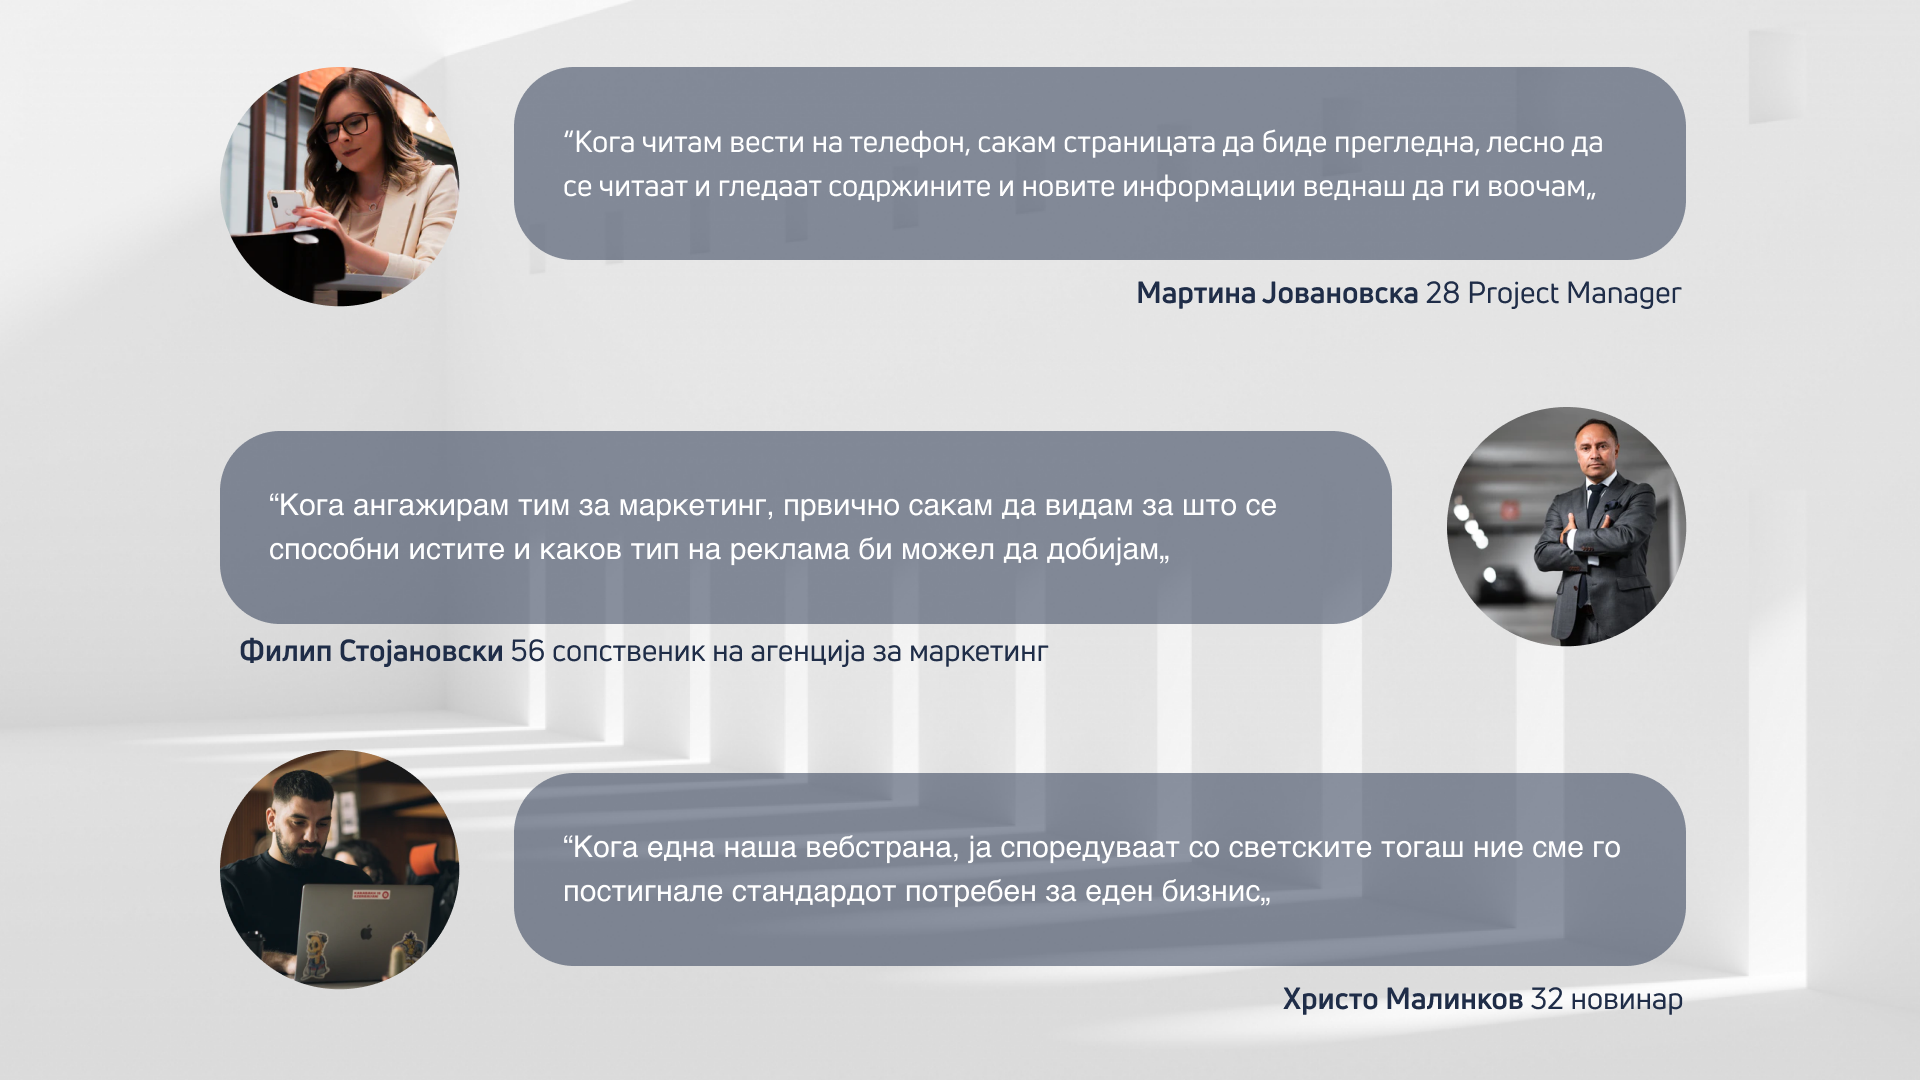 “Кога читам вести на телефон, сакам страницата да биде прегледна, лесно да
се читаат и гледаат содржините и новите информации веднаш да ги воочам„
Мартина Јовановска 28 Project Manager
“Кога ангажирам тим за маркетинг, првично сакам да видам за што се
способни истите и каков тип на реклама би можел да добијам„
Филип Стојановски 56 сопственик на агенција за маркетинг
“Кога една наша вебстрана, ја споредуваат со светските тогаш ние сме го
постигнале стандардот потребен за еден бизнис„
Христо Малинков 32 новинар